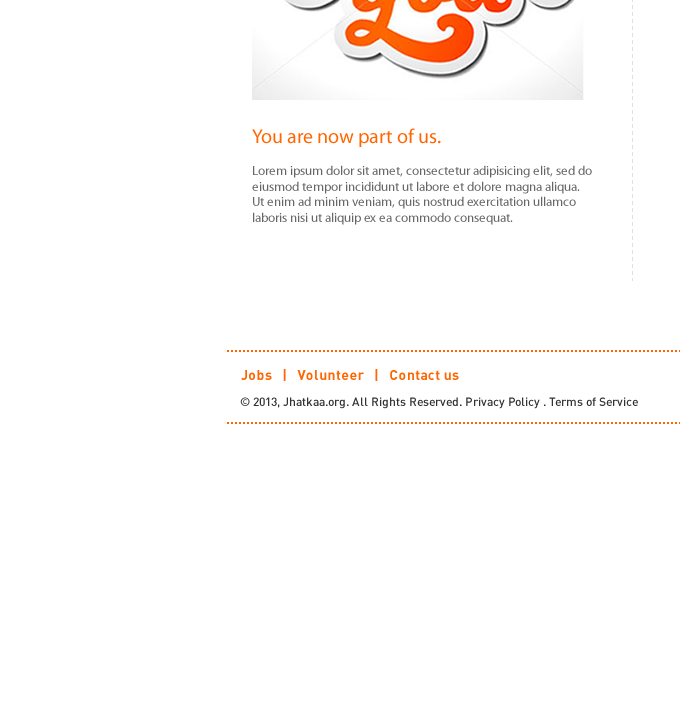 you
You are now part of us.
Lorem ipsum dolor sit amet, consectetur adipisicing elit, sed do
eiusmod tempor incididunt ut labore et dolore magna aliqua.
Ut enim ad minim veniam, quis nostrud exercitation ullamco
laboris nisi ut aliquip ex ea commodo consequat.
Jobs | Volunteer | Contact us
© 2013, Jhatkaa.org. All Rights Reserved. Privacy Policy . Terms of Service